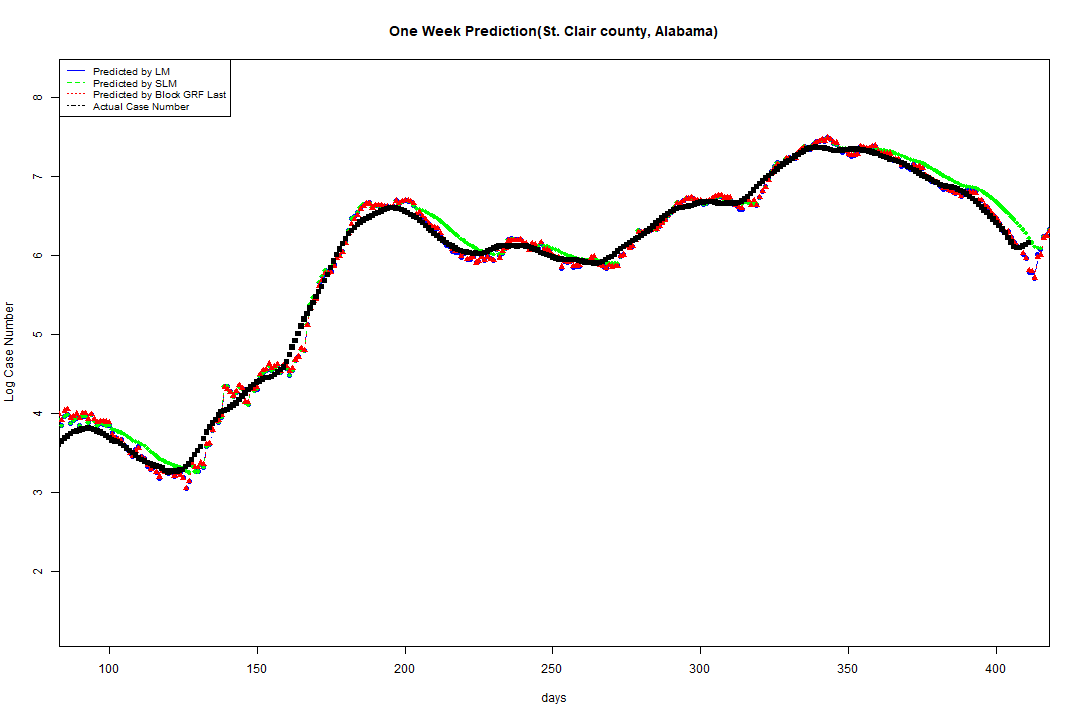 One Week Prediction(St. Clair county, Alabama)
Predicted by LM
Predicted by SLM
Predicted by Block GRF Last
Actual Case Number
8
7
6
5
4
3
2
Log Case Number
100 150 200 250 300 350 400
days